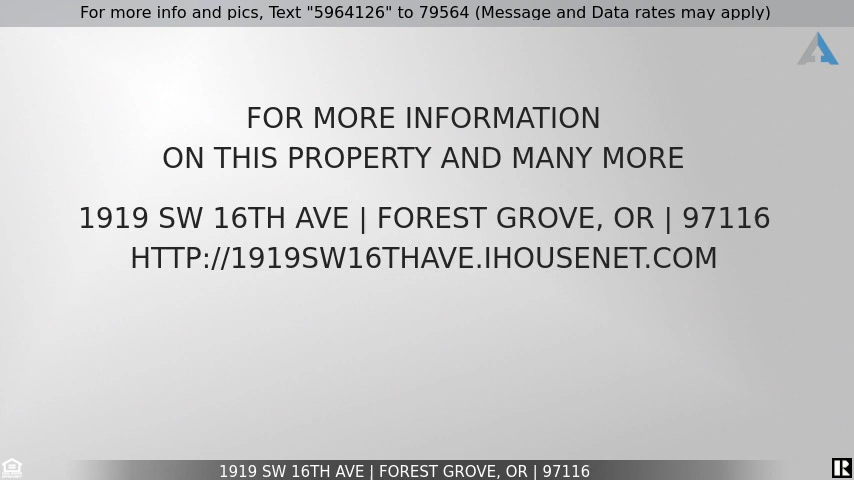 For more info and pics, Text "5964126" to 79564 (Message and Data rates may apply)
FOR MORE INFORMATION
ON THIS PROPERTY AND MANY MORE
1919 SW 16TH AVE | FOREST GROVE, OR | 97116
HTTP://1919SW16THAVE.IHOUSENET.COM
1919 SW 16TH AVE | FOREST GROVE, OR | 97116